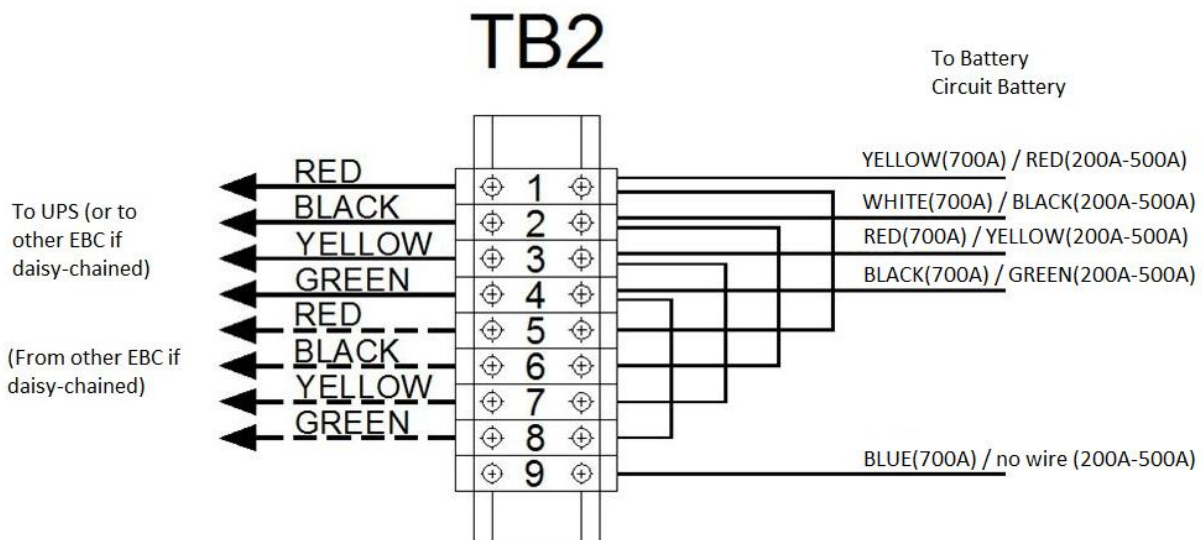 TB2
To Battery
Circuit Battery
YELLOW(700A) / RED(200A-500A)
WHITE(700A) / BLACK(200A-500A)
RED(700A) / YELLOW(200A-500A)
BLACK(700A) / GREEN(200A-500A)
BLUE(700A) / no wire (200A-500A)
To UPS (or to
other EBC if
daisy-chained)
(From other EBC if
daisy-chained)
RED
BLACK
YELLOW
GREEN
RED
BLACK
YELLOW
GREEN
1
2
3
4
5
6
7
8
9